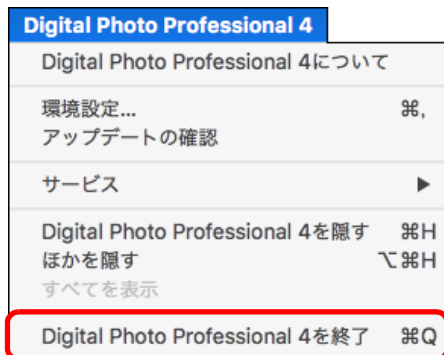 Digital Photo Professional 4
Digital Photo Professional 4について
環境設定... ⌘,
アップデートの確認
サービス ▶
Digital Photo Professional 4を隠す ⌘H
ほかを隠す ⌥⌘H
すべてを表示
Digital Photo Professional 4を終了 ⌘Q